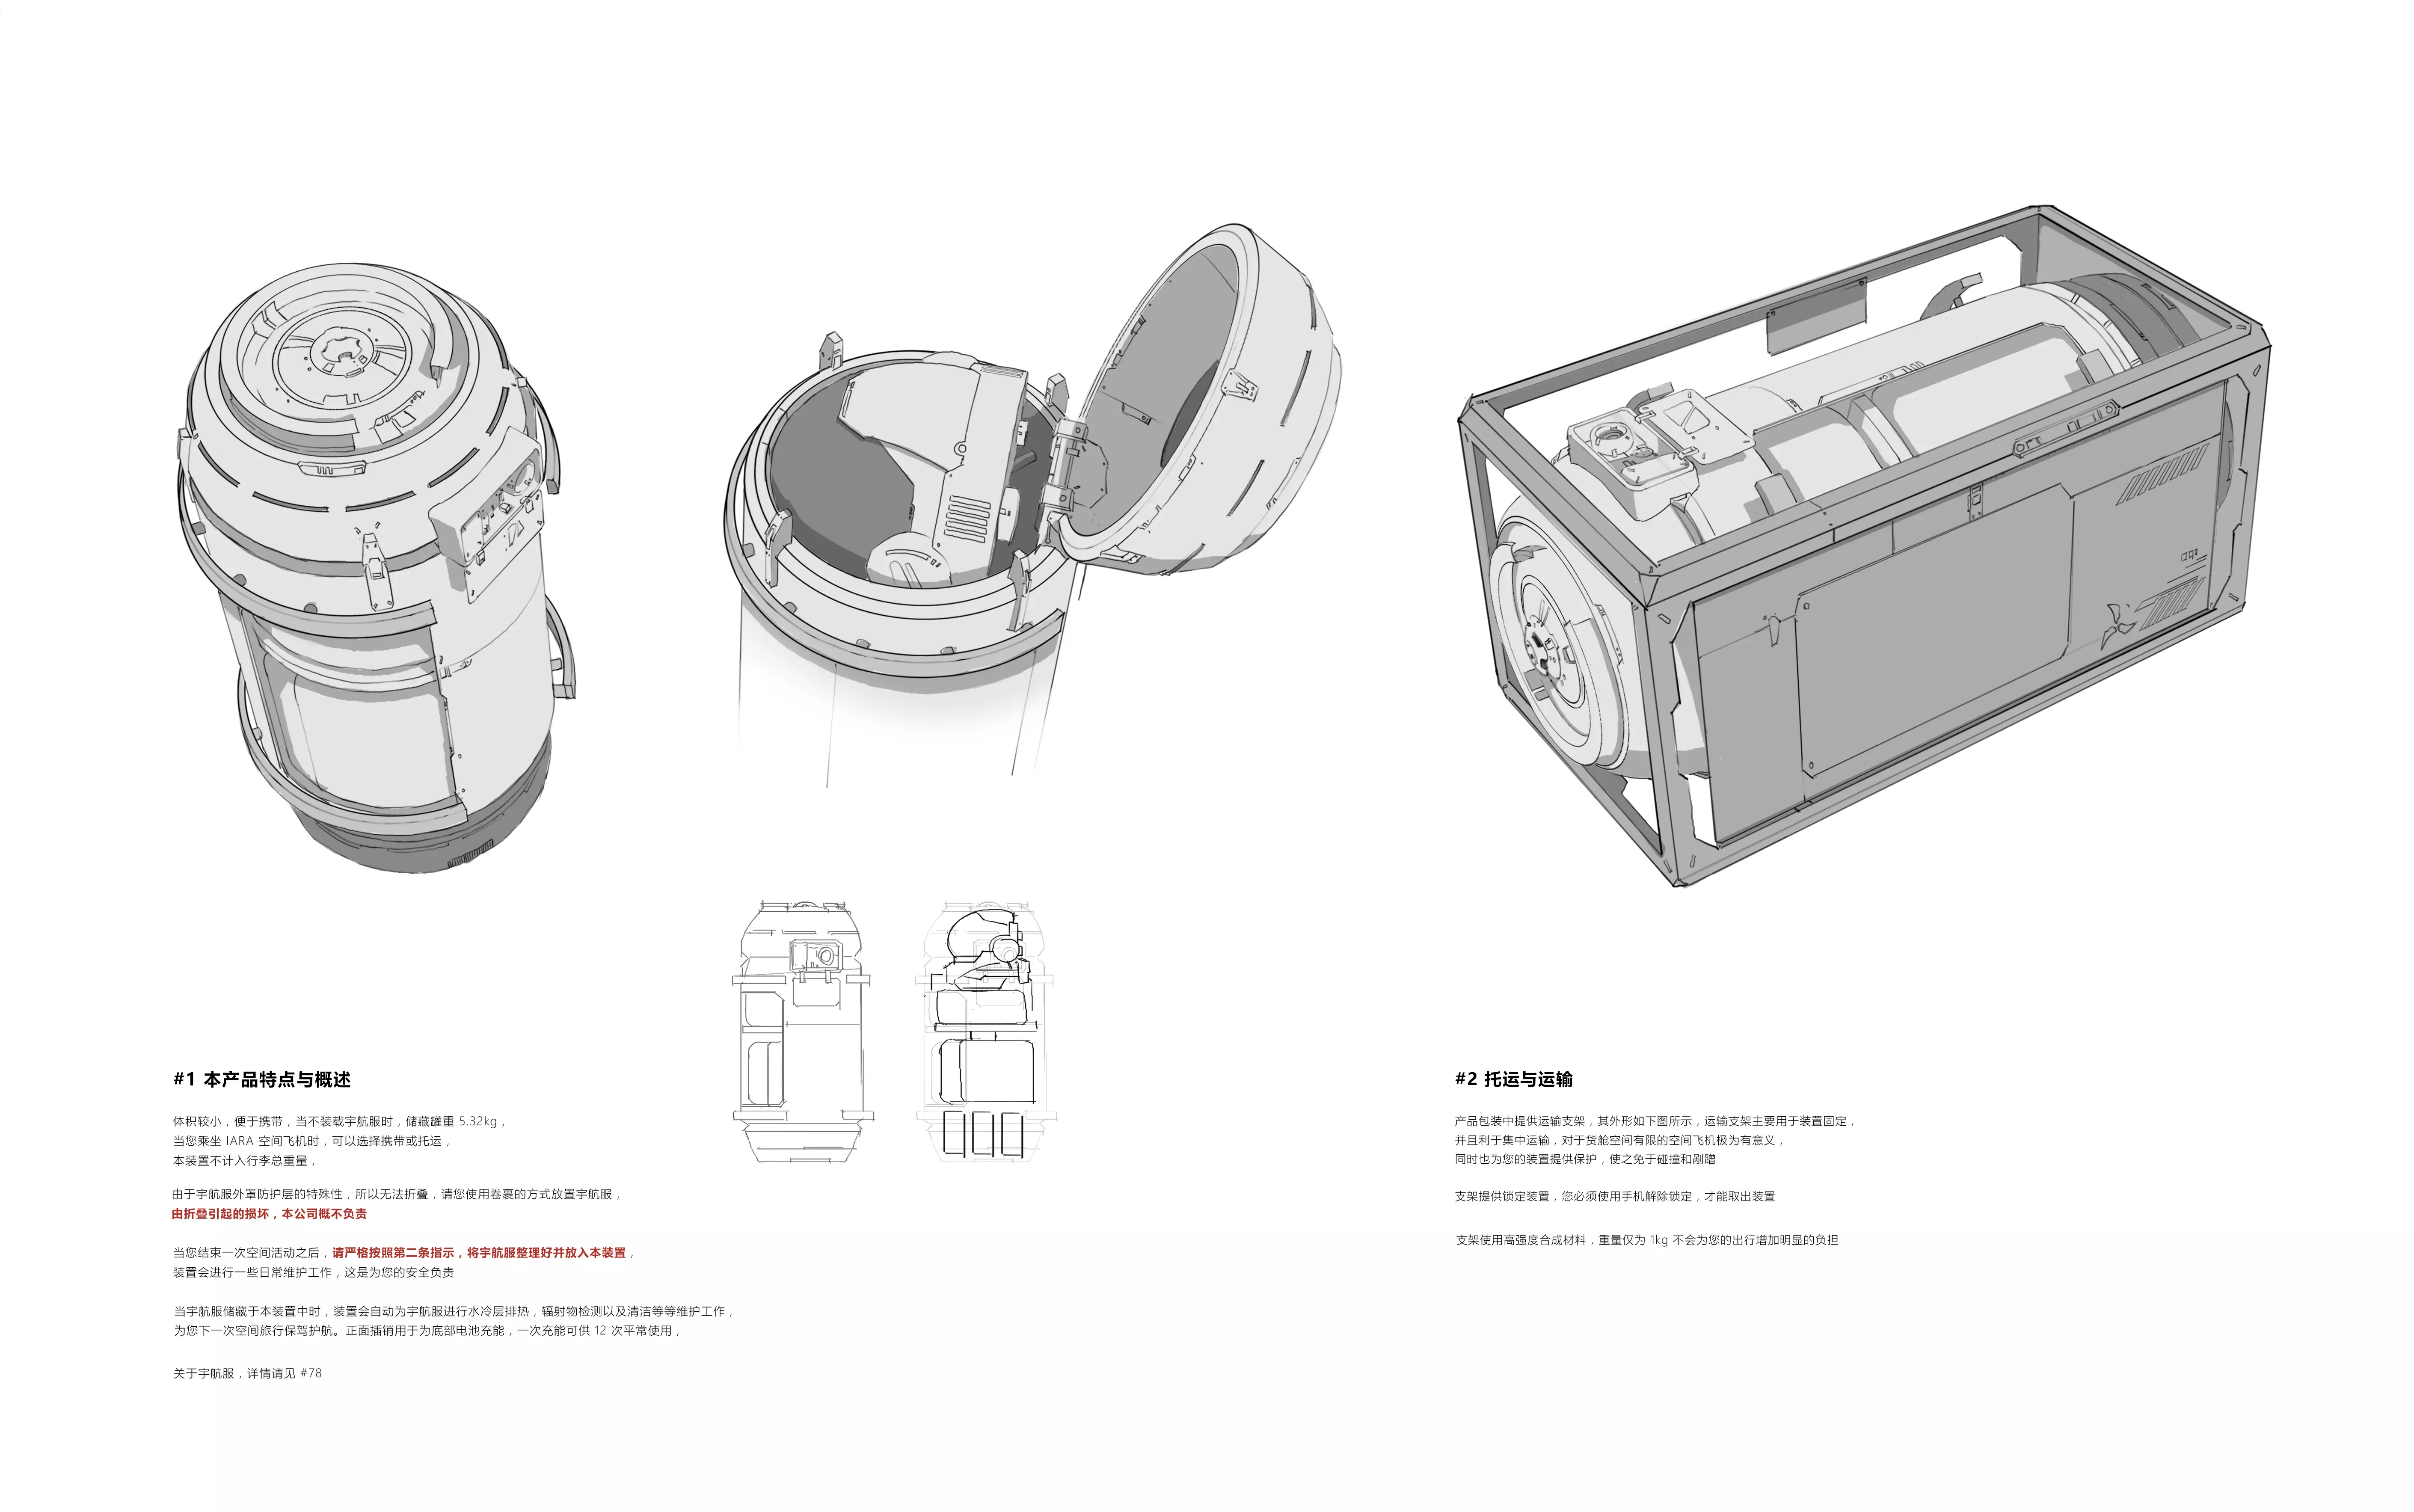 #1 本产品特点与概述
体积较小，便于携带，当不装载宇航服时，储藏罐重 5.32kg，
当您乘坐 IARA 空间飞机时，可以选择携带或托运，
本装置不计入行李总重量，
由于宇航服外罩防护层的特殊性，所以无法折叠，请您使用卷裹的方式放置宇航服，
由折叠引起的损坏，本公司概不负责
当您结束一次空间活动之后，请严格按照第二条指示，将宇航服整理好并放入本装置，
装置会进行一些日常维护工作，这是为您的安全负责
当宇航服储藏于本装置中时，装置会自动为宇航服进行水冷层排热，辐射物检测以及清洁等等维护工作，
为您下一次空间旅行保驾护航。正面插销用于为底部电池充能，一次充能可供 12 次平常使用，
关于宇航服，详情请见 #78
#2 托运与运输
产品包装中提供运输支架，其外形如下图所示，运输支架主要用于装置固定，
并且利于集中运输，对于货舱空间有限的空间飞机极为有意义，
同时也为您的装置提供保护，使之免于碰撞和剐蹭
支架提供锁定装置，您必须使用手机解除锁定，才能取出装置
支架使用高强度合成材料，重量仅为 1kg 不会为您的出行增加明显的负担